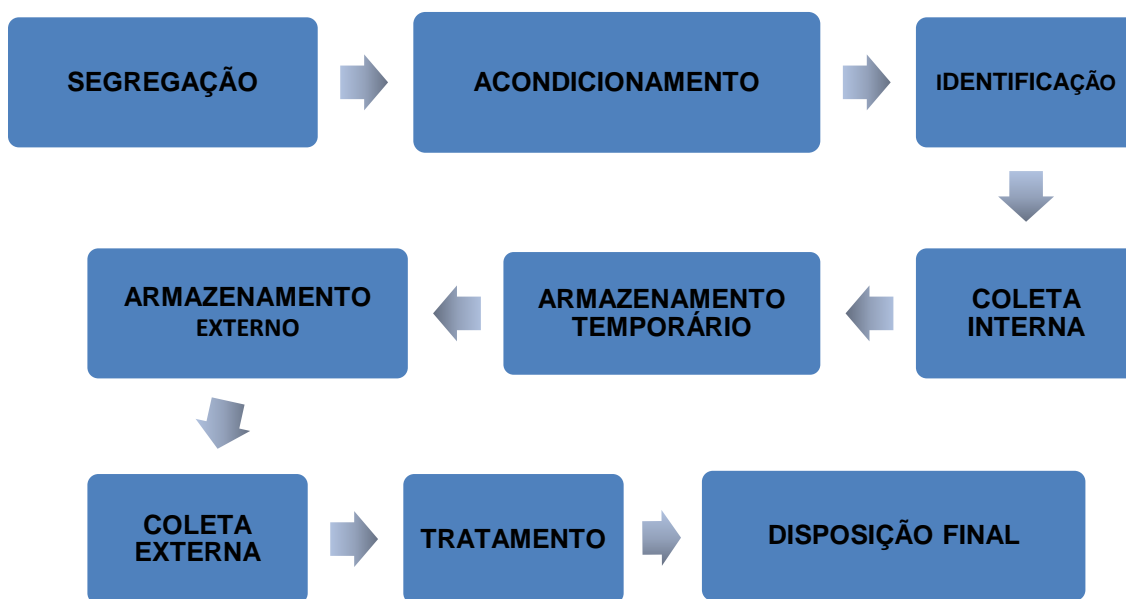 SEGREGAÇÃO
ACONDICIONAMENTO
IDENTIFICAÇÃO
COLETA
INTERNA
ARMAZENAMENTO
TEMPORÁRIO
ARMAZENAMENTO
EXTERNO
COLETA
EXTERNA
TRATAMENTO
DISPOSIÇÃO FINAL